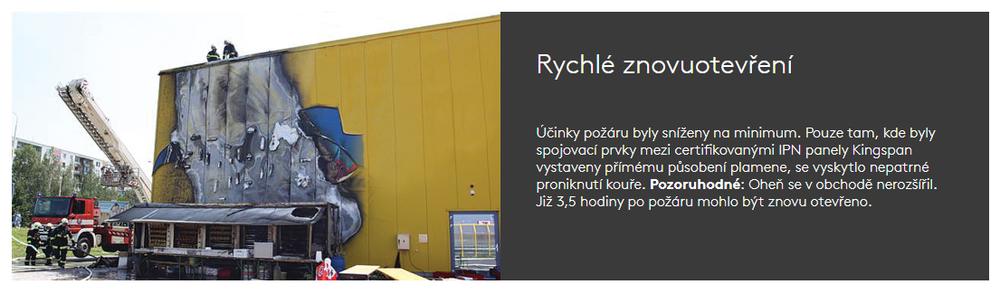 Rychlé znovuotevření
Účinky požáru byly sníženy na minimum. Pouze tam, kde byly
spojovací prvky mezi certifikovanými IPN panely Kingspan
vystaveny přímému působení plamene, se vyskytlo nepatrné
proniknutí kouře. Pozoruhodné: Oheň se v obchodě nerozšířil.
Již 3,5 hodiny po požáru mohlo být znovu otevřeno.